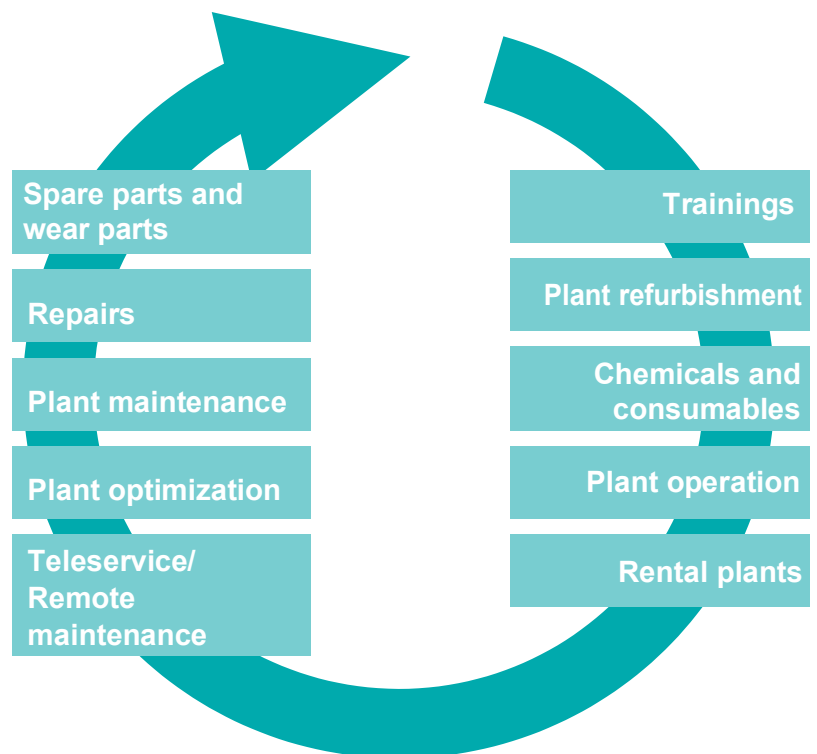 Spare parts and
wear parts
Repairs
Plant maintenance
Plant optimization
Teleservice/
Remote
maintenance
Trainings
Plant refurbishment
Chemicals and
consumables
Plant operation
Rental plants